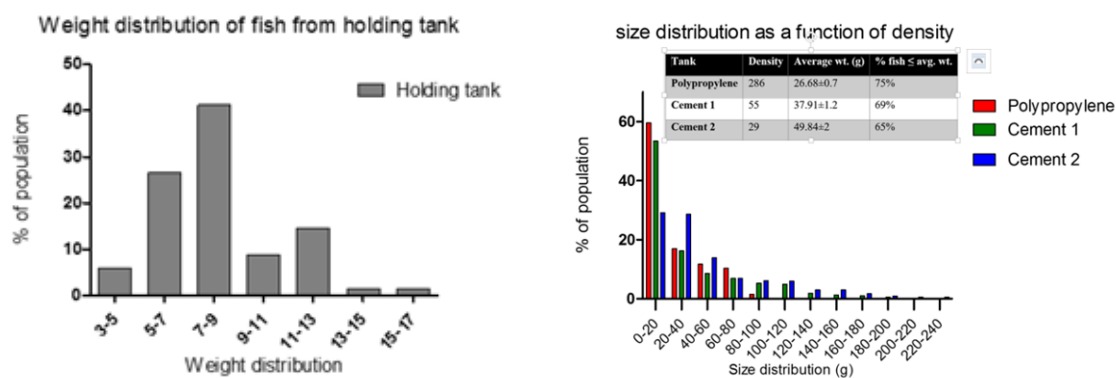 Weight distribution of fish from holding tank
50
40
30
20
10
0
% of population
Holding tank
3-5
5-7
7-9
9-11
11-13
13-15
15-17
Weight distribution
size distribution as a function of density
Tank Density Average wt. (g) % fish ≤ avg. wt.
Polypropylene 286 26.68±0.7 75%
Cement 1 55 37.91±1.2 69%
Cement 2 29 49.84±2 65%
Polypropylene
Cement 1
Cement 2
60
40
20
0
% of population
0-20
20-40
40-60
60-80
80-100
100-120
120-140
140-160
160-180
180-200
200-220
220-240
Size distribution (g)